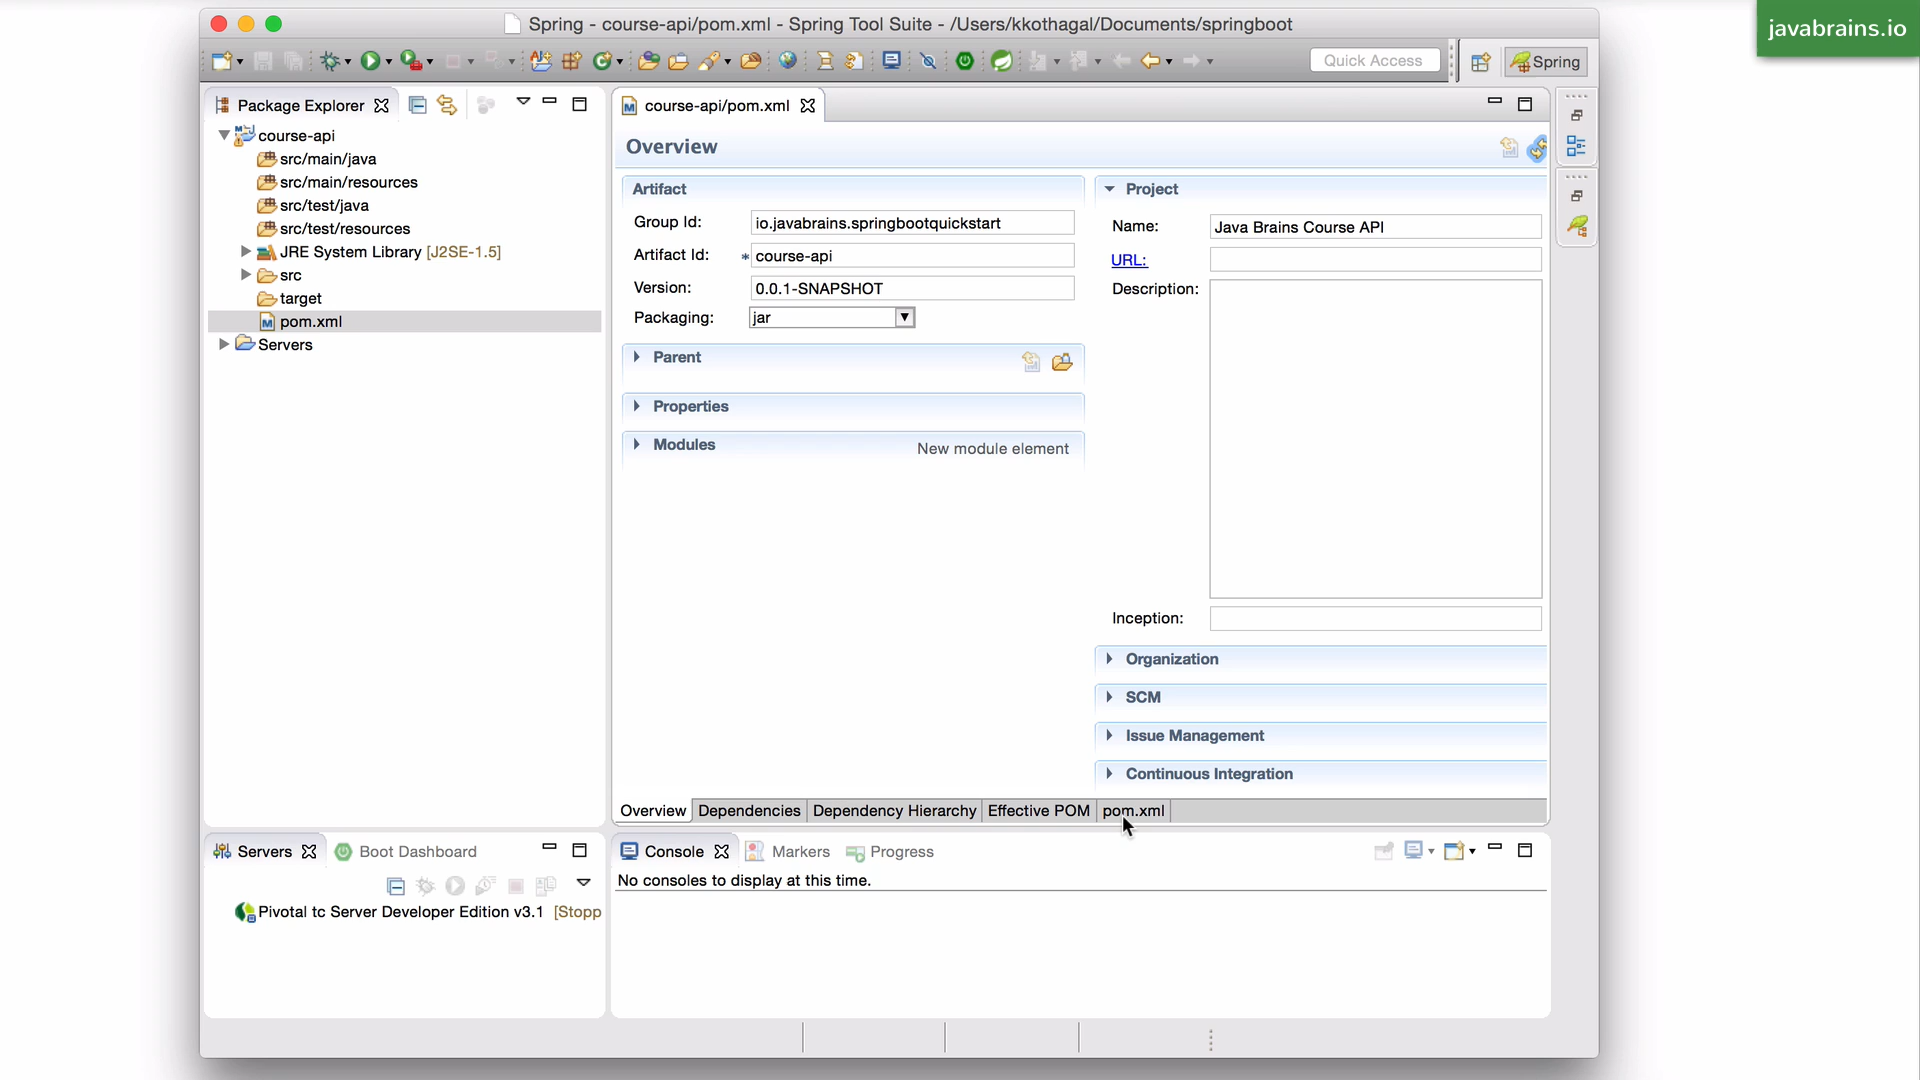 javabrains.io
Spring - course-api/pom.xml - Spring Tool Suite - /Users/kkothagal/Documents/springboot
Quick Access
Spring
Package Explorer
course-api
src/main/java
src/main/resources
src/test/java
src/test/resources
JRE System Library [J2SE-1.5]
src
target
pom.xml
Servers
course-api/pom.xml
Overview
Artifact
Group Id: io.javabrains.springbootquickstart
Artifact Id: * course-api
Version: 0.0.1-SNAPSHOT
Packaging: jar
Parent
Properties
Modules New module element
Project
Name: Java Brains Course API
URL:
Description:
Inception:
Organization
SCM
Issue Management
Continuous Integration
Overview Dependencies Dependency Hierarchy Effective POM pom.xml
Servers Boot Dashboard
Pivotal tc Server Developer Edition v3.1 [Stopp
Console Markers Progress
No consoles to display at this time.